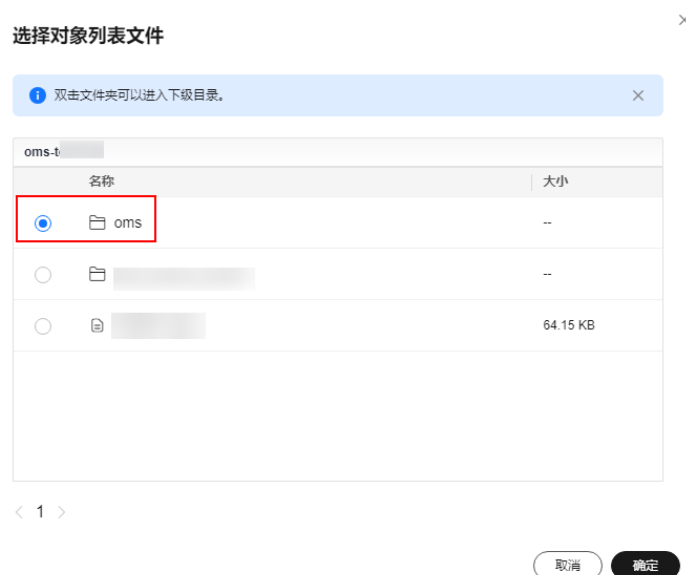 选择对象列表文件
双击文件夹可以进入下级目录。
oms-t
名称 大小
oms --
--
64.15 KB
1
取消 确定